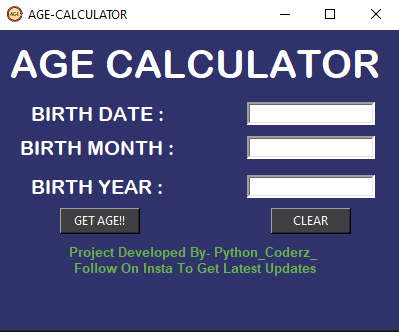 AGE-CALCULATOR
AGE CALCULATOR
BIRTH DATE :
BIRTH MONTH :
BIRTH YEAR :
GET AGE!! CLEAR
Project Developed By- Python_Coderz_
Follow On Insta To Get Latest Updates